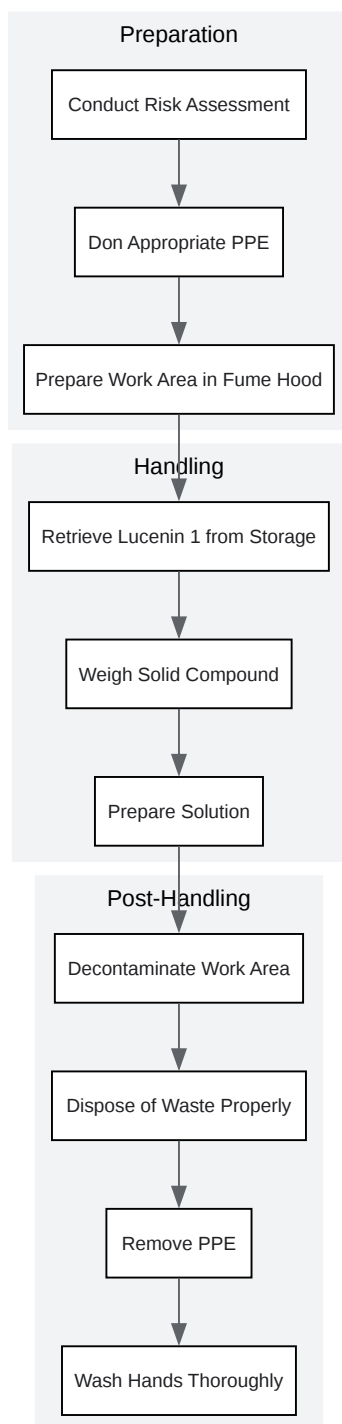 Preparation
Conduct Risk Assessment
Don Appropriate PPE
Prepare Work Area in Fume Hood
Handling
Retrieve Lucenin 1 from Storage
Weigh Solid Compound
Prepare Solution
Post-Handling
Decontaminate Work Area
Dispose of Waste Properly
Remove PPE
Wash Hands Thoroughly